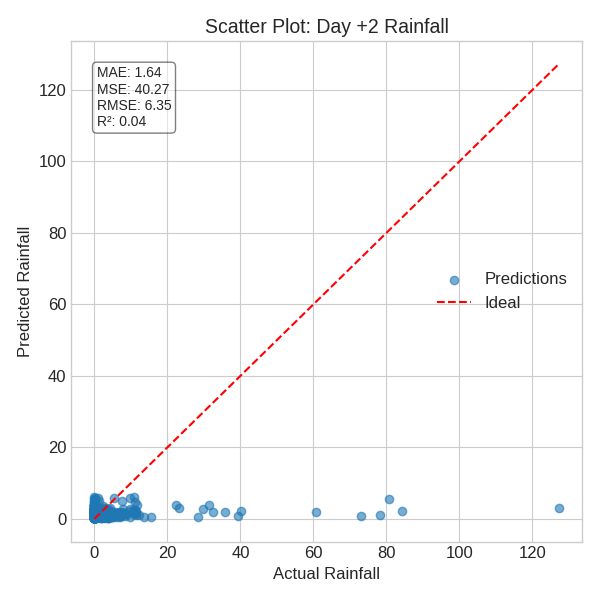 Scatter Plot: Day +2 Rainfall
MAE: 1.64
MSE: 40.27
RMSE: 6.35
R²: 0.04
Predictions
Ideal
Predicted Rainfall
120
100
80
60
40
20
0
0 20 40 60 80 100 120
Actual Rainfall